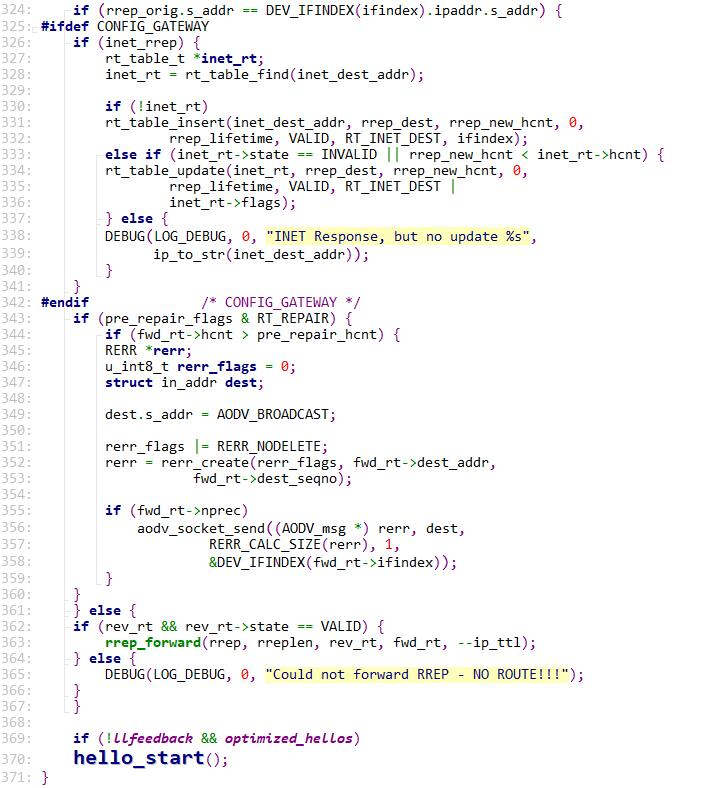 324:     if (rrep_orig.s_addr == DEV_IFINDEX(ifindex).ipaddr.s_addr) {
325: #ifdef CONFIG_GATEWAY
326:     if (inet_rrep) {
327:         rt_table_t *inet_rt;
328:         inet_rt = rt_table_find(inet_dest_addr);
329:
330:         if (!inet_rt)
331:         rt_table_insert(inet_dest_addr, rrep_dest, rrep_new_hcnt, 0,
332:                 rrep_lifetime, VALID, RT_INET_DEST, ifindex);
333:         else if (inet_rt->state == INVALID || rrep_new_hcnt < inet_rt->hcnt) {
334:         rt_table_update(inet_rt, rrep_dest, rrep_new_hcnt, 0,
335:                 rrep_lifetime, VALID, RT_INET_DEST |
336:                 inet_rt->flags);
337:         } else {
338:         DEBUG(LOG_DEBUG, 0, "INET Response, but no update %s",
339:               ip_to_str(inet_dest_addr));
340:         }
341:     }
342: #endif              /* CONFIG_GATEWAY */
343:     if (pre_repair_flags & RT_REPAIR) {
344:         if (fwd_rt->hcnt > pre_repair_hcnt) {
345:         RERR *rerr;
346:         u_int8_t rerr_flags = 0;
347:         struct in_addr dest;
348:
349:         dest.s_addr = AODV_BROADCAST;
350:
351:         rerr_flags |= RERR_NODELETE;
352:         rerr = rerr_create(rerr_flags, fwd_rt->dest_addr,
353:                    fwd_rt->dest_seqno);
354:
355:         if (fwd_rt->nprec)
356:             aodv_socket_send((AODV_msg *) rerr, dest,
357:                      RERR_CALC_SIZE(rerr), 1,
358:                      &DEV_IFINDEX(fwd_rt->ifindex));
359:         }
360:     }
361:     } else {
362:     if (rev_rt && rev_rt->state == VALID) {
363:         rrep_forward(rrep, rreplen, rev_rt, fwd_rt, --ip_ttl);
364:     } else {
365:         DEBUG(LOG_DEBUG, 0, "Could not forward RREP - NO ROUTE!!!");
366:     }
367:     }
368:
369:     if (!llfeedback && optimized_hellos)
370:     hello_start();
371: }